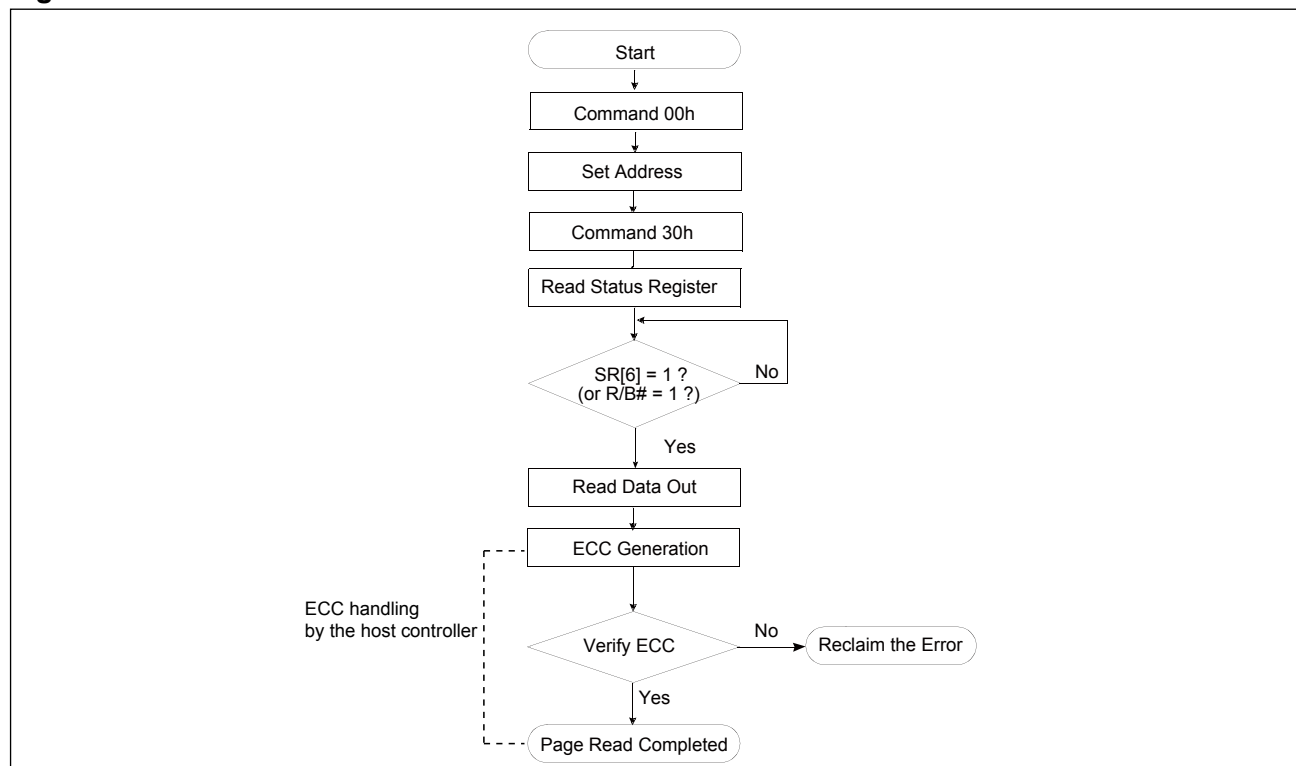 Start
Command 00h
Set Address
Command 30h
Read Status Register
SR[6] = 1 ?
(or R/B# = 1 ?)
No
Yes
Read Data Out
ECC Generation
ECC handling
by the host controller
Verify ECC
No
Reclaim the Error
Yes
Page Read Completed